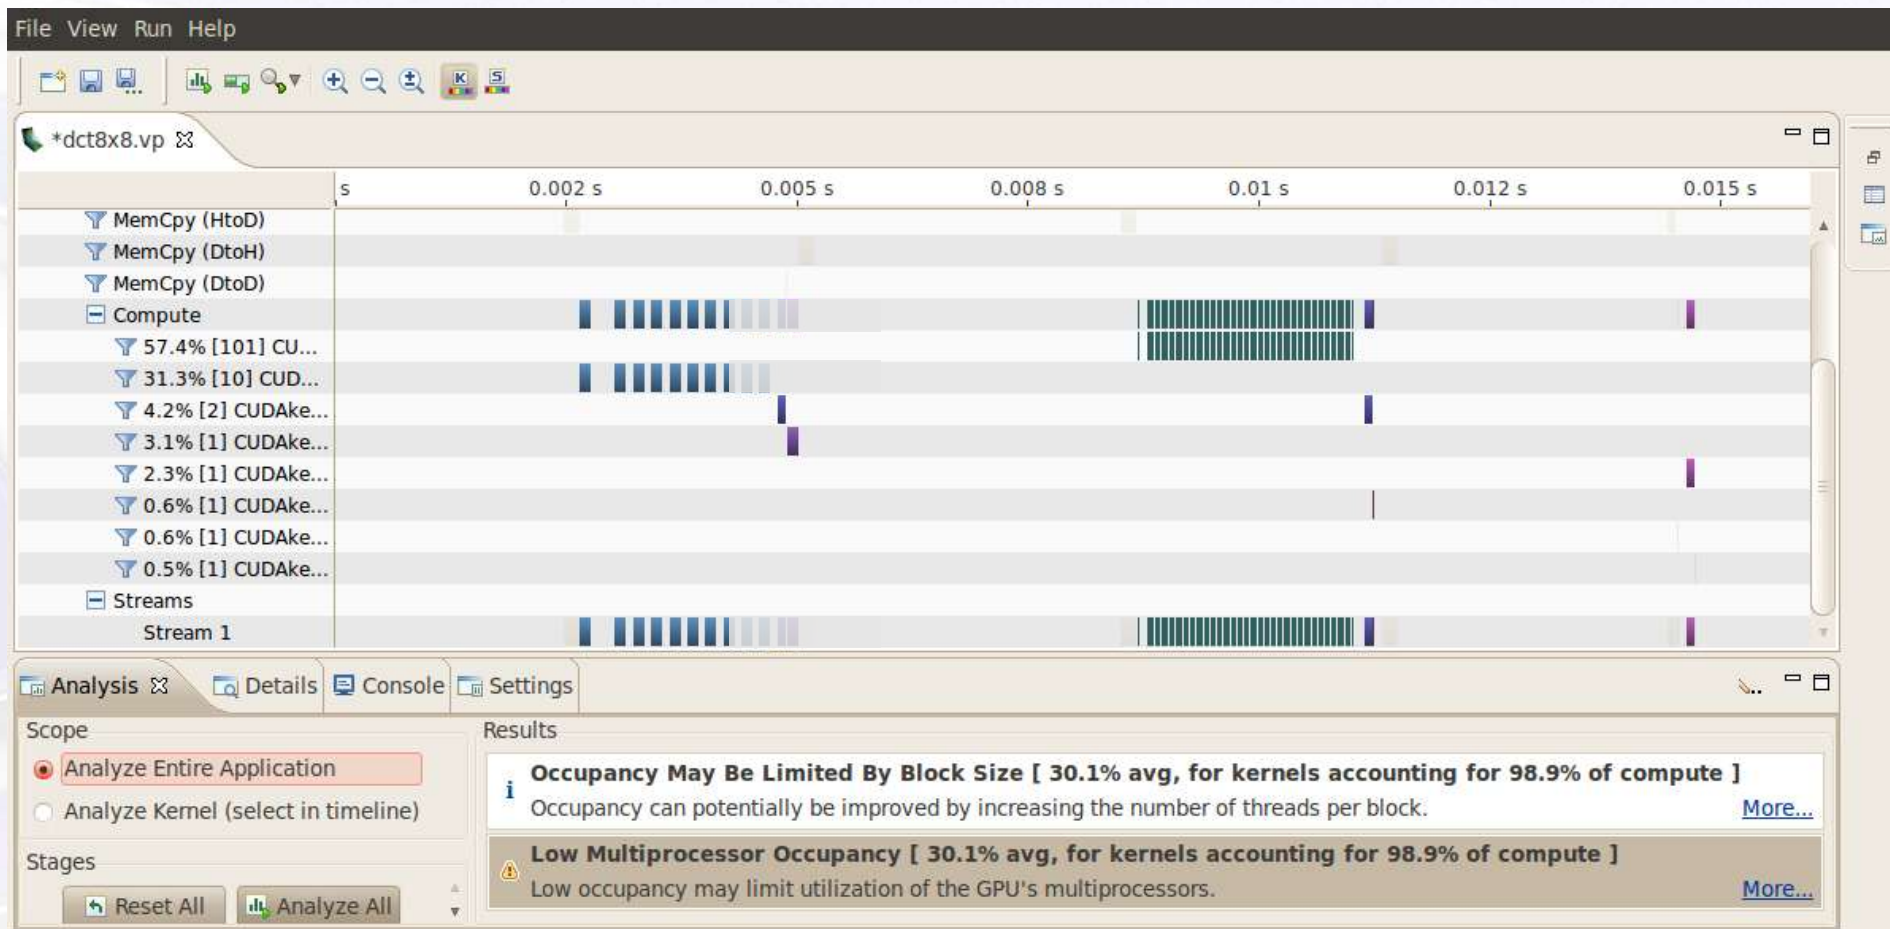 File View Run Help
K S
*dct8x8.vp
s 0.002 s 0.005 s 0.008 s 0.01 s 0.012 s 0.015 s
MemCpy (HtoD)
MemCpy (DtoH)
MemCpy (DtoD)
Compute
57.4% [101] CU...
31.3% [10] CUD...
4.2% [2] CUDAke...
3.1% [1] CUDAke...
2.3% [1] CUDAke...
0.6% [1] CUDAke...
0.6% [1] CUDAke...
0.5% [1] CUDAke...
Streams
Stream 1
Analysis Details Console Settings
Scope
Analyze Entire Application
Analyze Kernel (select in timeline)
Stages
Reset All Analyze All
Results
Occupancy May Be Limited By Block Size [ 30.1% avg, for kernels accounting for 98.9% of compute ]
Occupancy can potentially be improved by increasing the number of threads per block. More...
Low Multiprocessor Occupancy [ 30.1% avg, for kernels accounting for 98.9% of compute ]
Low occupancy may limit utilization of the GPU's multiprocessors. More...